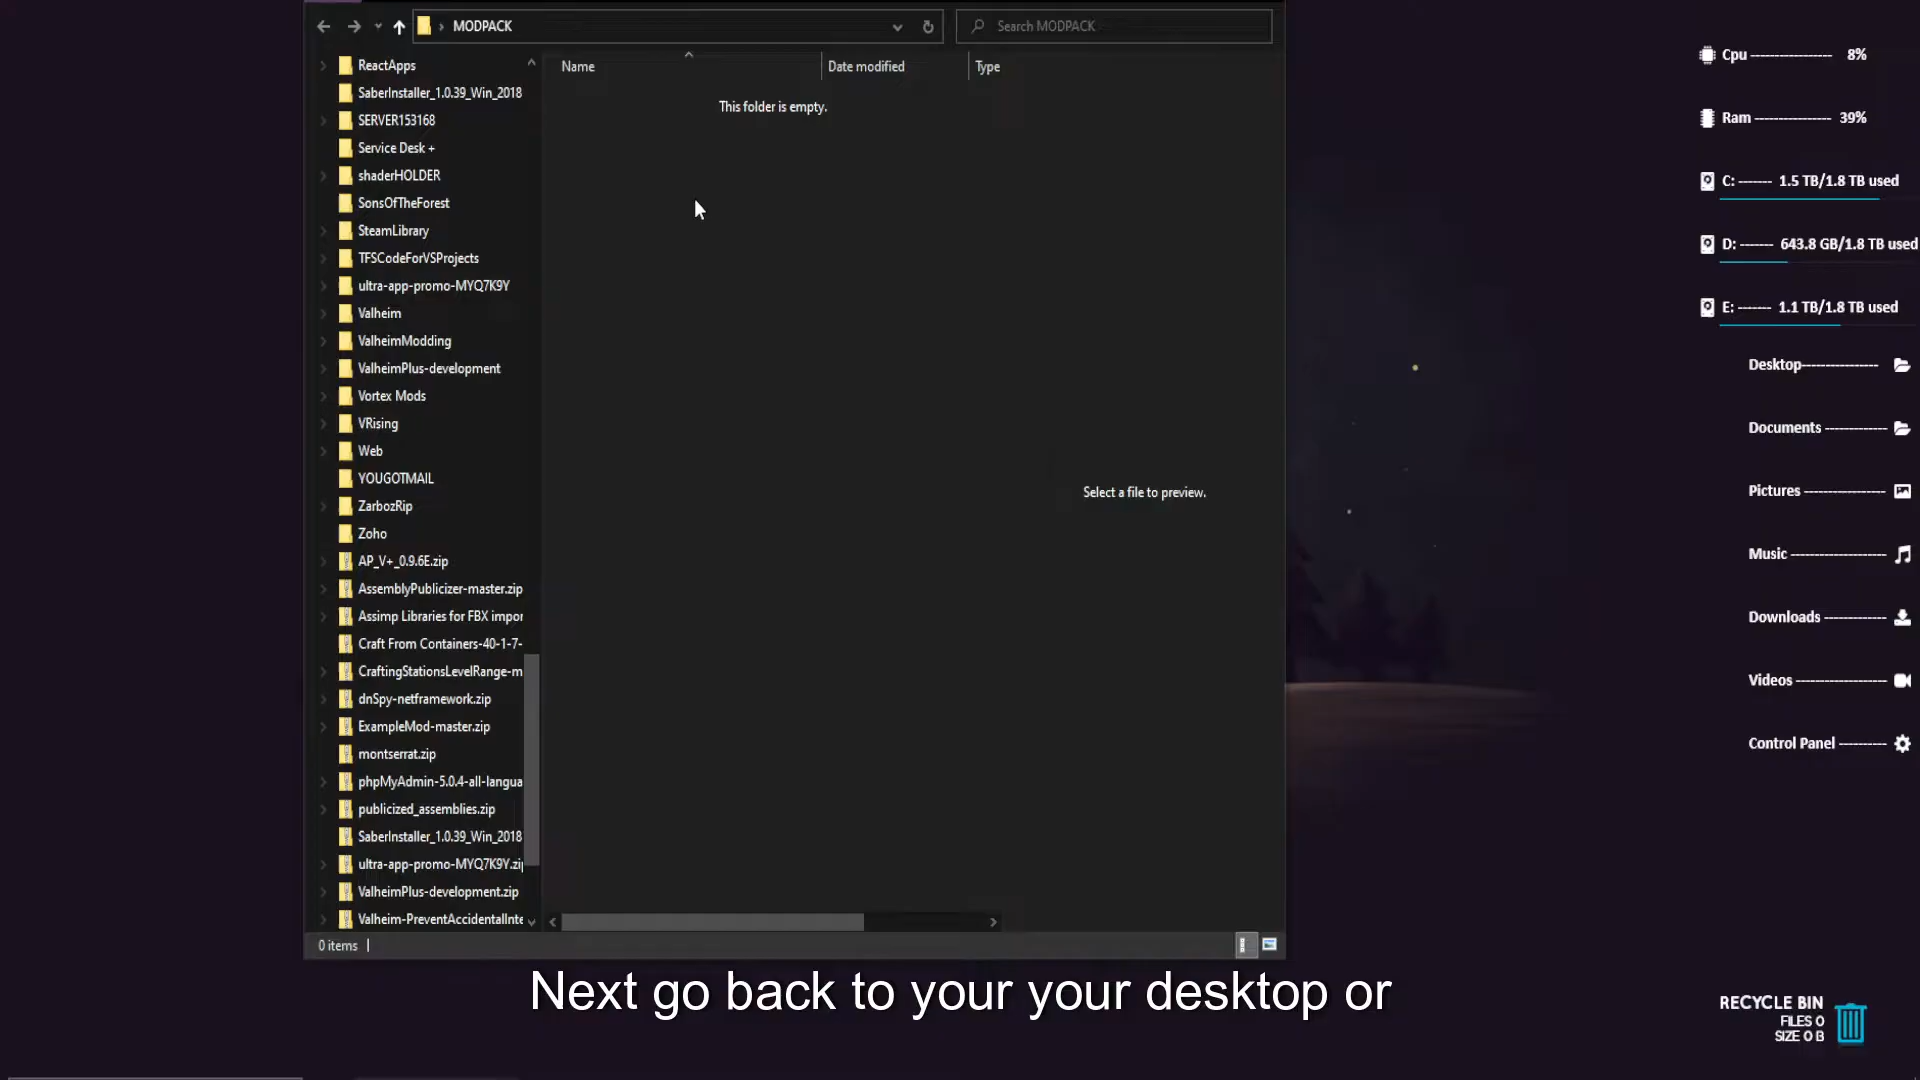 MODPACK
Search MODPACK
Name
Date modified
Type
This folder is empty.
Select a file to preview.
ReactApps
SaberInstaller_1.0.39_Win_2018
SERVER153168
Service Desk +
shaderHOLDER
SonsOfTheForest
SteamLibrary
TFSCodeForVSProjects
ultra-app-promo-MYQ7K9Y
Valheim
ValheimModding
ValheimPlus-development
Vortex Mods
VRising
Web
YOUGOTMAIL
ZarbozRip
Zoho
AP_V+_0.9.6E.zip
AssemblyPublicizer-master.zip
Assimp Libraries for FBX impor
Craft From Containers-40-1-7-
CraftingStationsLevelRange-m
dnSpy-netframework.zip
ExampleMod-master.zip
montserrat.zip
phpMyAdmin-5.0.4-all-langua
publicized_assemblies.zip
SaberInstaller_1.0.39_Win_2018
ultra-app-promo-MYQ7K9Y.zi
ValheimPlus-development.zip
Valheim-PreventAccidentalInte
0 items
Cpu ---------------- 8%
Ram --------------- 39%
C: ------- 1.5 TB/1.8 TB used
D: ------- 643.8 GB/1.8 TB used
E: ------- 1.1 TB/1.8 TB used
Desktop---------------
Documents ------------
Pictures ----------------
Music -------------------
Downloads ------------
Videos ------------------
Control Panel ---------
RECYCLE BIN
FILES 0
SIZE 0 B
Next go back to your your desktop or